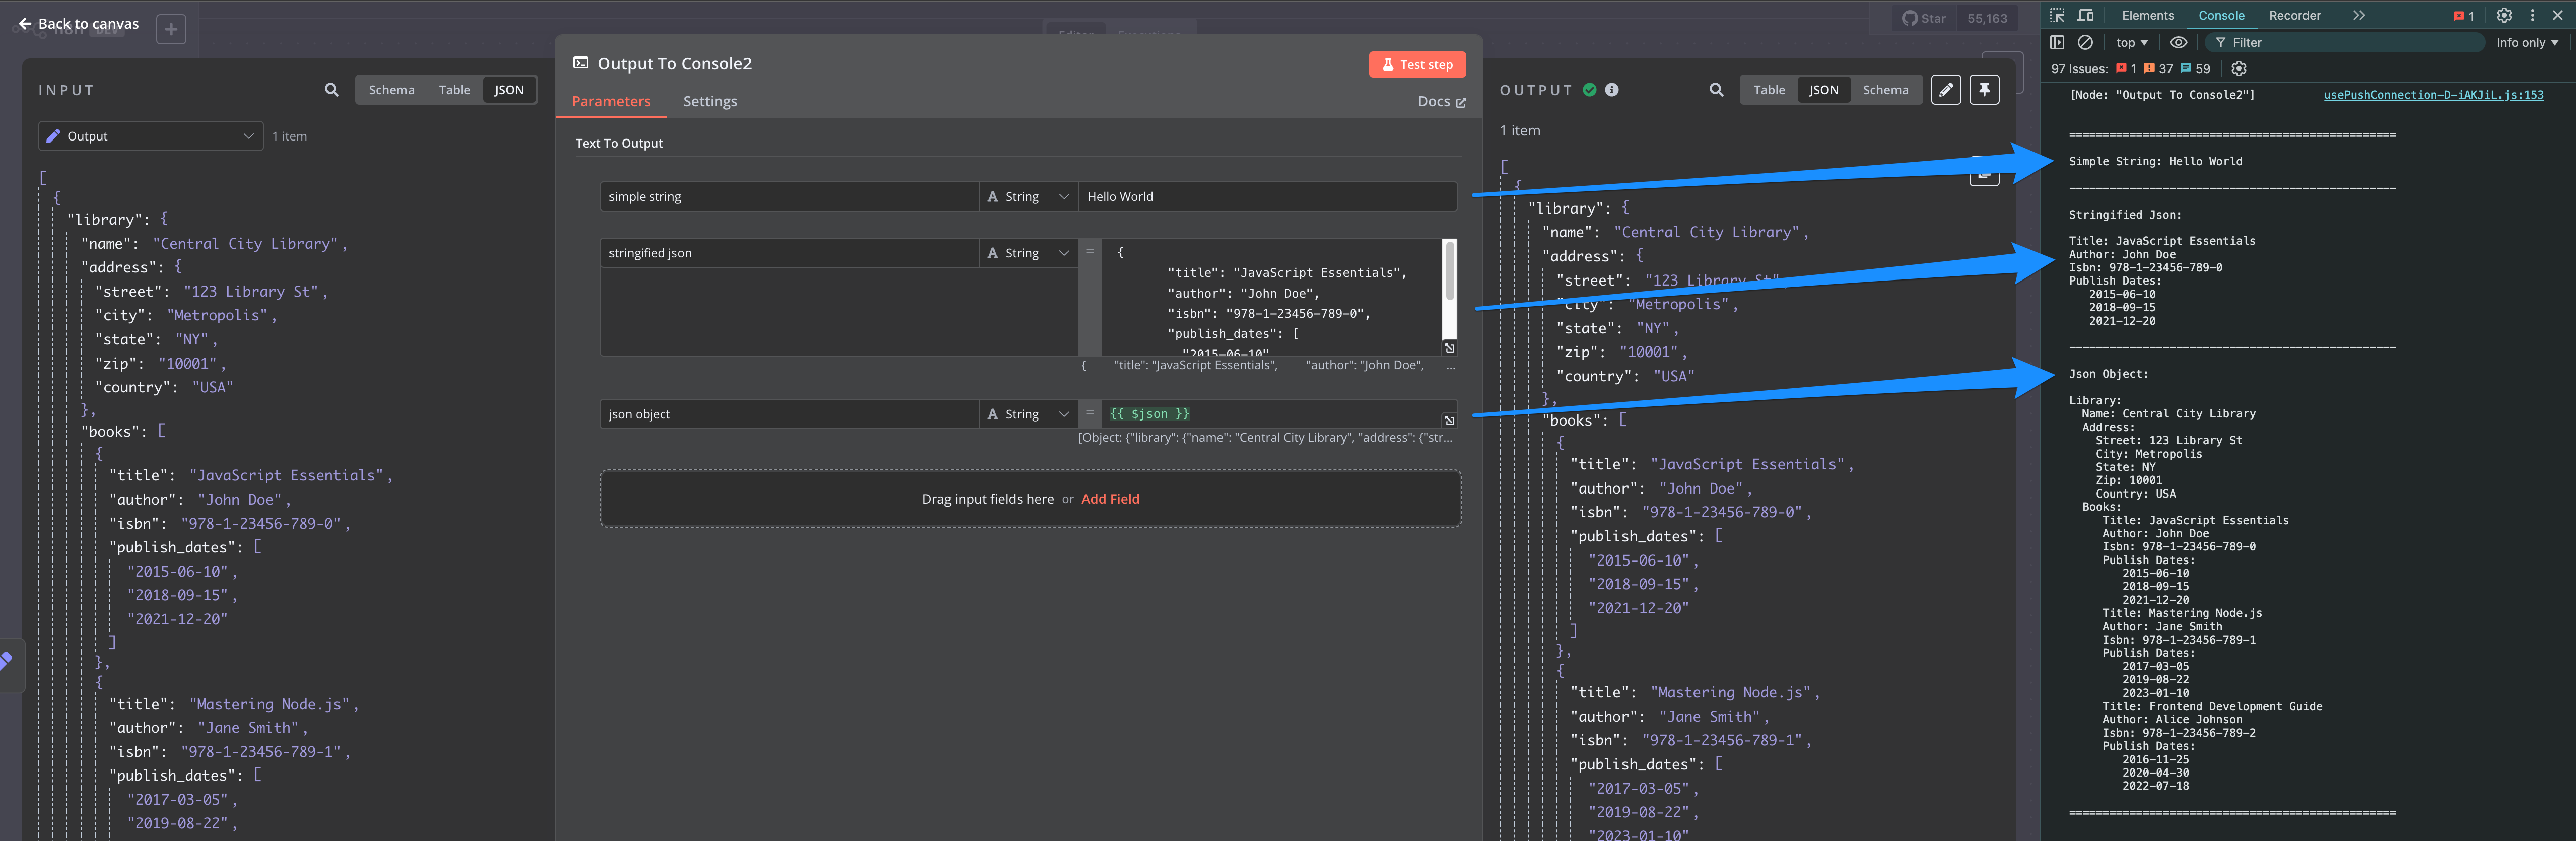 Back to canvas
n8n DEV
+
Editor Executions
Star 55,163
INPUT
Schema Table JSON
Output
1 item
[
{
"library": {
"name": "Central City Library",
"address": {
"street": "123 Library St",
"city": "Metropolis",
"state": "NY",
"zip": "10001",
"country": "USA"
},
"books": [
{
"title": "JavaScript Essentials",
"author": "John Doe",
"isbn": "978-1-23456-789-0",
"publish_dates": [
"2015-06-10",
"2018-09-15",
"2021-12-20"
]
},
{
"title": "Mastering Node.js",
"author": "Jane Smith",
"isbn": "978-1-23456-789-1",
"publish_dates": [
"2017-03-05",
"2019-08-22",
Output To Console2
Test step
Parameters Settings
Docs
Text To Output
simple string A String Hello World
stringified json A String = {
"title": "JavaScript Essentials",
"author": "John Doe",
"isbn": "978-1-23456-789-0",
"publish_dates": [
"2015-06-10"
{ "title": "JavaScript Essentials", "author": "John Doe", ...
json object A String = {{ $json }}
[Object: {"library": {"name": "Central City Library", "address": {"str...
Drag input fields here or Add Field
OUTPUT
Table JSON Schema
1 item
[
{
"library": {
"name": "Central City Library",
"address": {
"street": "123 Library St",
"city": "Metropolis",
"state": "NY",
"zip": "10001",
"country": "USA"
},
"books": [
{
"title": "JavaScript Essentials",
"author": "John Doe",
"isbn": "978-1-23456-789-0",
"publish_dates": [
"2015-06-10",
"2018-09-15",
"2021-12-20"
]
},
{
"title": "Mastering Node.js",
"author": "Jane Smith",
"isbn": "978-1-23456-789-1",
"publish_dates": [
"2017-03-05",
"2019-08-22",
"2023-01-10"
Elements Console Recorder 1
top Filter Info only
97 Issues: 1 37 59
[Node: "Output To Console2"] usePushConnection-D-iAKJiL.js:153
=================================================
Simple String: Hello World
-------------------------------------------------
Stringified Json:
Title: JavaScript Essentials
Author: John Doe
Isbn: 978-1-23456-789-0
Publish Dates:
2015-06-10
2018-09-15
2021-12-20
-------------------------------------------------
Json Object:
Library:
Name: Central City Library
Address:
Street: 123 Library St
City: Metropolis
State: NY
Zip: 10001
Country: USA
Books:
Title: JavaScript Essentials
Author: John Doe
Isbn: 978-1-23456-789-0
Publish Dates:
2015-06-10
2018-09-15
2021-12-20
Title: Mastering Node.js
Author: Jane Smith
Isbn: 978-1-23456-789-1
Publish Dates:
2017-03-05
2019-08-22
2023-01-10
Title: Frontend Development Guide
Author: Alice Johnson
Isbn: 978-1-23456-789-2
Publish Dates:
2016-11-25
2020-04-30
2022-07-18
=================================================